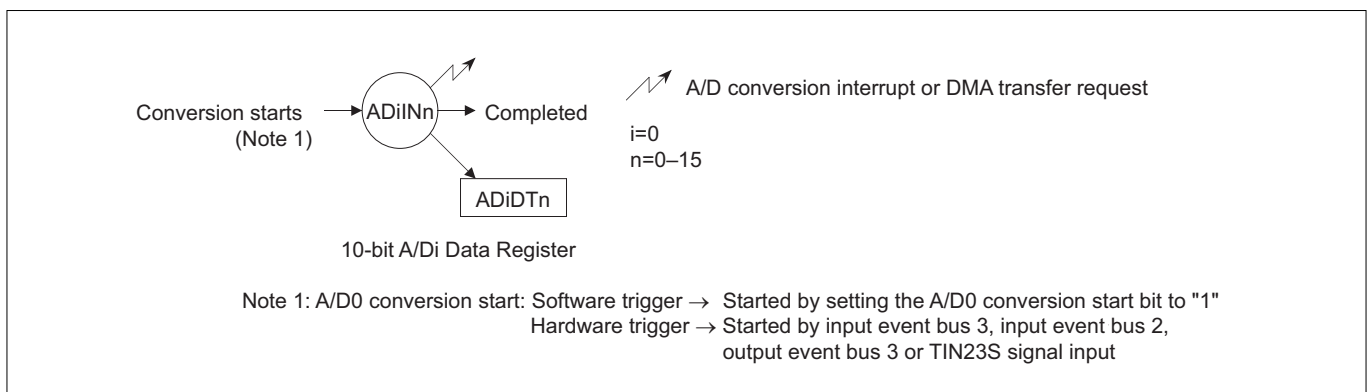 A/D conversion interrupt or DMA transfer request
Conversion starts
(Note 1)
ADiINn
Completed
i=0
n=0–15
ADiDTn
10-bit A/Di Data Register
Note 1: A/D0 conversion start: Software trigger → Started by setting the A/D0 conversion start bit to "1"
Hardware trigger → Started by input event bus 3, input event bus 2,
output event bus 3 or TIN23S signal input